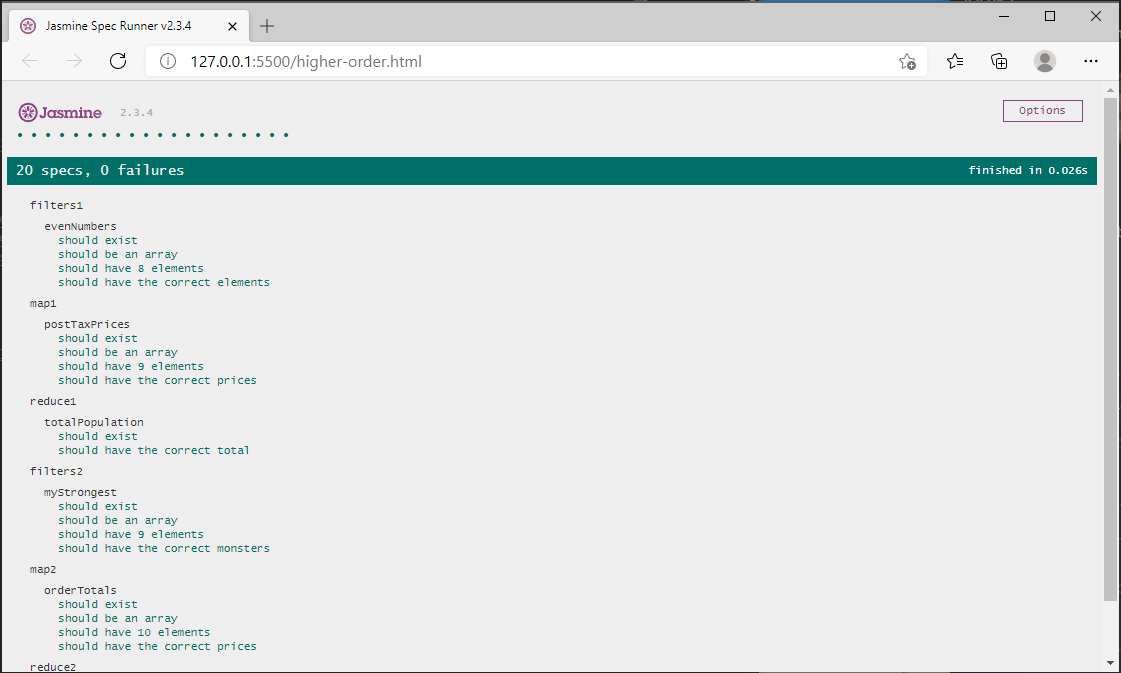 Jasmine Spec Runner v2.3.4
127.0.0.1:5500/higher-order.html
Jasmine 2.3.4
Options
••••••••••••••••••••
20 specs, 0 failures
finished in 0.026s
filters1
evenNumbers
should exist
should be an array
should have 8 elements
should have the correct elements
map1
postTaxPrices
should exist
should be an array
should have 9 elements
should have the correct prices
reduce1
totalPopulation
should exist
should have the correct total
filters2
myStrongest
should exist
should be an array
should have 9 elements
should have the correct monsters
map2
orderTotals
should exist
should be an array
should have 10 elements
should have the correct prices
reduce2